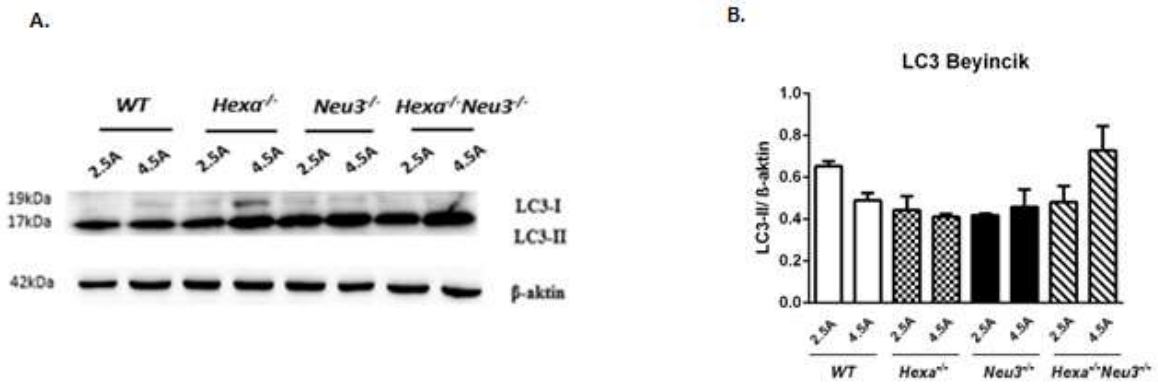 A.
WT Hexa-/- Neu3-/- Hexa-/-Neu3-/-
2.5A 4.5A 2.5A 4.5A 2.5A 4.5A 2.5A 4.5A
19kDa LC3-I
17kDa LC3-II
42kDa β-aktin
B.
LC3 Beyincik
LC3-II/ ß-aktin
1.0
0.8
0.6
0.4
0.2
0.0
2.5A 4.5A 2.5A 4.5A 2.5A 4.5A 2.5A 4.5A
WT Hexa-/- Neu3-/- Hexa-/-Neu3-/-